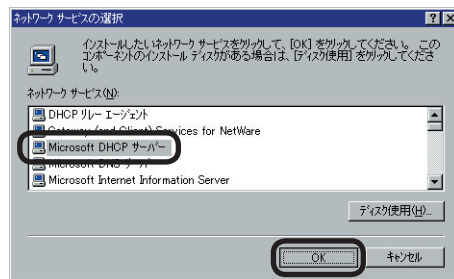 ネットワーク サービスの選択
インストールしたいネットワーク サービスをクリックして、[OK] をクリックしてください。この
コンポーネントのインストール ディスクがある場合は、[ディスク使用] をクリックしてくださ
い。
ネットワーク サービス(N):
DHCP リレー エージェント
Gateway (and Client) Services for NetWare
Microsoft DHCP サーバー
Microsoft DNS サーバー
Microsoft Internet Information Server
ディスク使用(H)...
OK
キャンセル